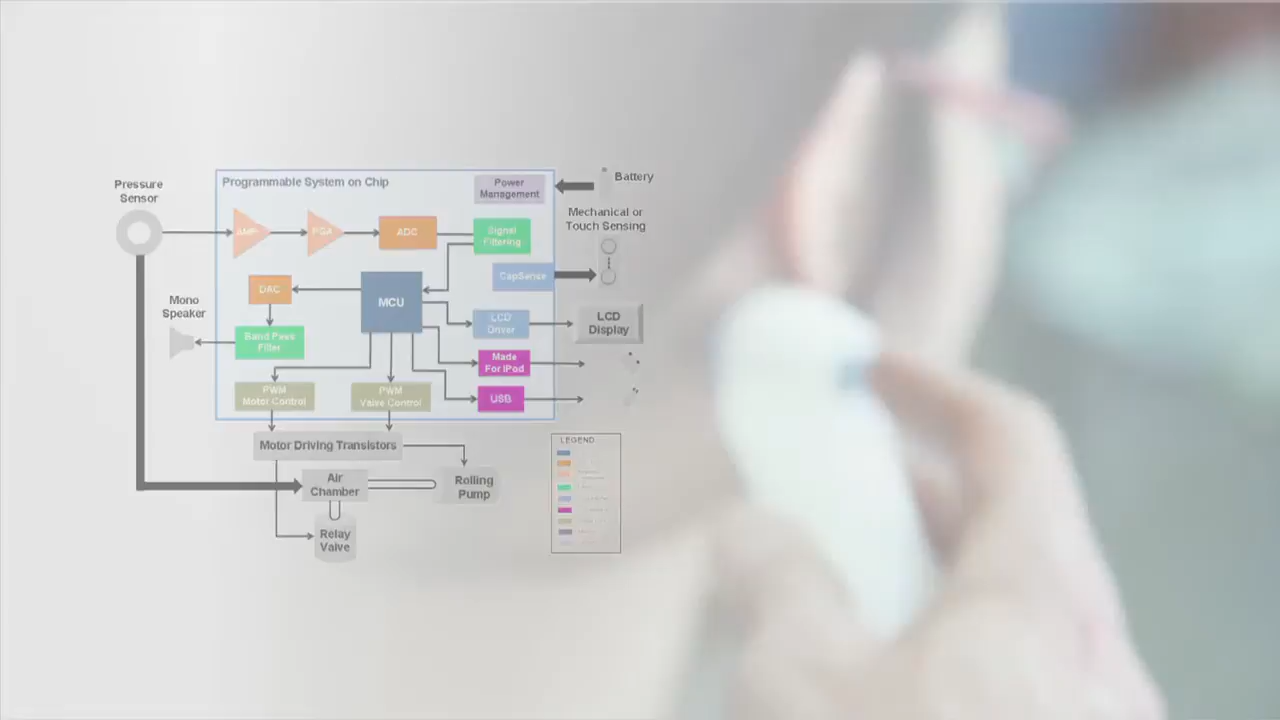 Pressure
Sensor
Programmable System on Chip
Power
Management
Battery
Mechanical or
Touch Sensing
AMP
PGA
ADC
Signal
Filtering
CapSense
DAC
MCU
Mono
Speaker
LCD
Driver
LCD
Display
Band Pass
Filter
Made
For iPod
PWM
Motor Control
PWM
Valve Control
USB
Motor Driving Transistors
LEGEND
Air
Chamber
Rolling
Pump
Relay
Valve